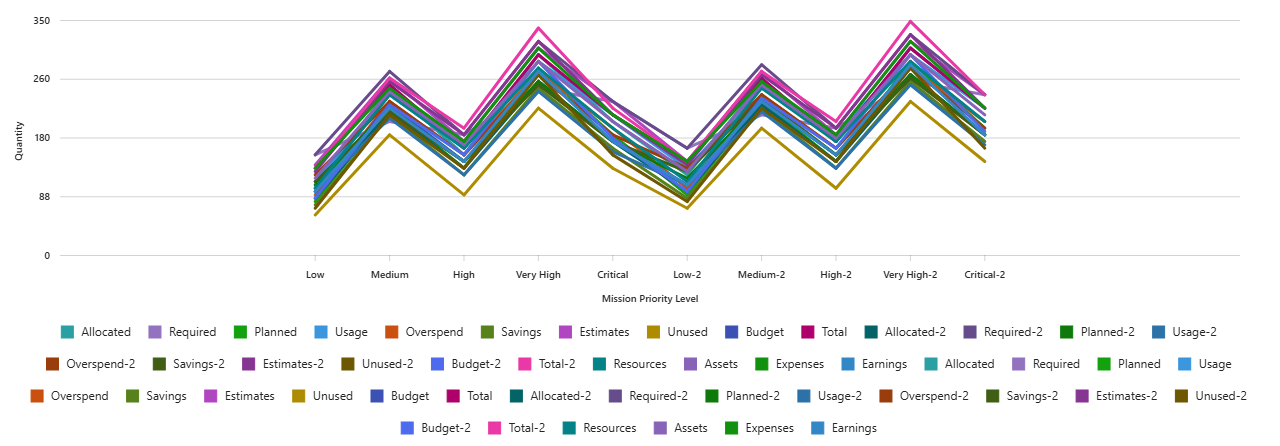 350
260
180
88
0
Quantity
Low Medium High Very High Critical Low-2 Medium-2 High-2 Very High-2 Critical-2
Mission Priority Level
Allocated Required Planned Usage Overspend Savings Estimates Unused Budget Total Allocated-2 Required-2 Planned-2 Usage-2
Overspend-2 Savings-2 Estimates-2 Unused-2 Budget-2 Total-2 Resources Assets Expenses Earnings Allocated Required Planned Usage
Overspend Savings Estimates Unused Budget Total Allocated-2 Required-2 Planned-2 Usage-2 Overspend-2 Savings-2 Estimates-2 Unused-2
Budget-2 Total-2 Resources Assets Expenses Earnings